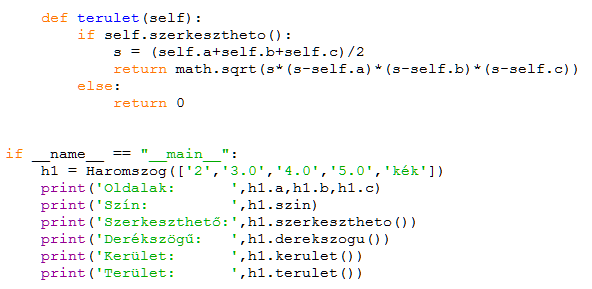 def terulet(self):
if self.szerkesztheto():
s = (self.a+self.b+self.c)/2
return math.sqrt(s*(s-self.a)*(s-self.b)*(s-self.c))
else:
return 0
if __name__ == "__main__":
h1 = Haromszog(['2','3.0','4.0','5.0','kék'])
print('Oldalak:      ',h1.a,h1.b,h1.c)
print('Szín:         ',h1.szin)
print('Szerkeszthető:',h1.szerkesztheto())
print('Derékszögű:   ',h1.derekszogu())
print('Kerület:      ',h1.kerulet())
print('Terület:      ',h1.terulet())